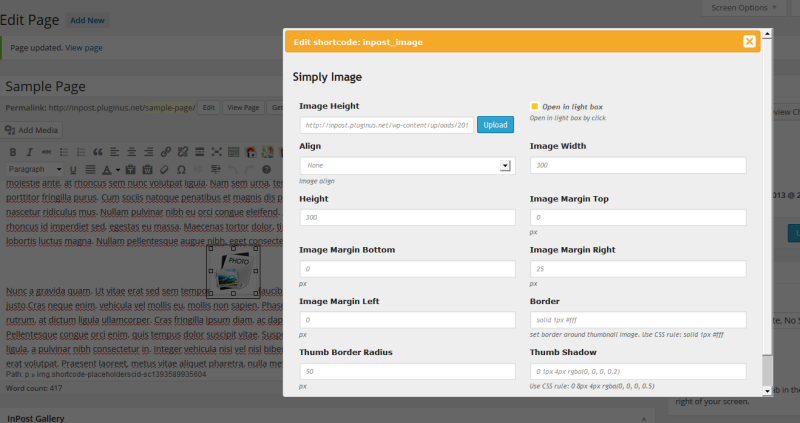 Screen Options
Edit Page
Add New
Page updated. View page
Sample Page
Permalink: http://inpost.pluginus.net/sample-page/
Edit
View Page
Add Media
Paragraph
molestie ante, at rhoncus sem nunc volutpat ligula. Nam sem urna,
porttitor fringilla purus. Cum sociis natoque penatibus et magnis dis
nascetur ridiculus mus. Nullam pulvinar nibh eu orci congue eleifend.
rhoncus id imperdiet sed, egestas eu massa. Maecenas tortor dolor,
lobortis luctus magna. Nullam pellentesque augue nibh, eget
PHOTO
Nunc a gravida quam. Ut vitae erat sed sem tempor
justo.Cras neque enim, vehicula vel mollis eu, mollis non sapien.
rutrum, at dictum ligula ullamcorper. Cras fringilla ipsum diam, ac
Pellentesque congue orci enim, quis tempus dolor suscipit vitae.
ligula, a pulvinar nibh consectetur in. Integer vehicula nisi vel nisl
erat volutpat. Praesent laoreet, metus vitae aliquet pharetra, nulla
Path: p » img.shortcode-placeholderscid-sc1383589935604
Word count: 417
InPost Gallery
Edit shortcode: inpost_image
Simply Image
Image Height
http://inpost.pluginus.net/wp-content/uploads/201
Upload
Open in light box
Open in light box by click
Align
None
Image align
Image Width
300
Height
300
Image Margin Top
0
px
Image Margin Bottom
0
px
Image Margin Right
25
px
Image Margin Left
0
px
Border
solid 1px #fff
set border around thumbnail image. Use CSS rule: solid 1px #fff
Thumb Border Radius
50
px
Thumb Shadow
0 1px 4px rgba(0, 0, 0, 0.2)
Use CSS rule: 0 8px 4px rgba(0, 0, 0, 0.5)
right of your screen.